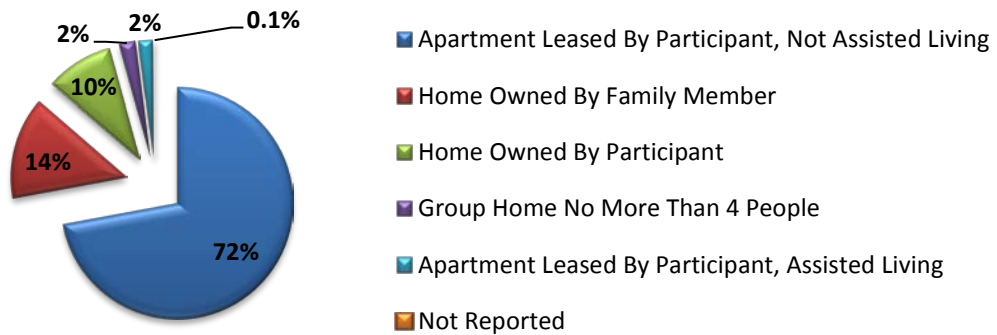 2%
2%
0.1%
10%
14%
72%
Apartment Leased By Participant, Not Assisted Living
Home Owned By Family Member
Home Owned By Participant
Group Home No More Than 4 People
Apartment Leased By Participant, Assisted Living
Not Reported